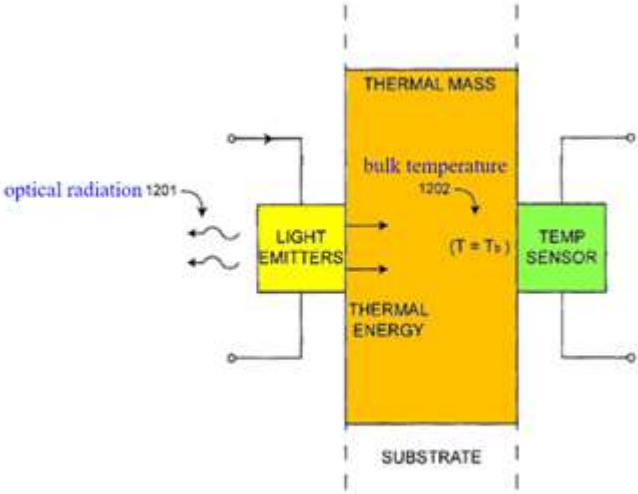 THERMAL MASS
bulk temperature
1202
optical radiation 1201
LIGHT
EMITTERS
(T = Tb)
TEMP
SENSOR
THERMAL
ENERGY
SUBSTRATE